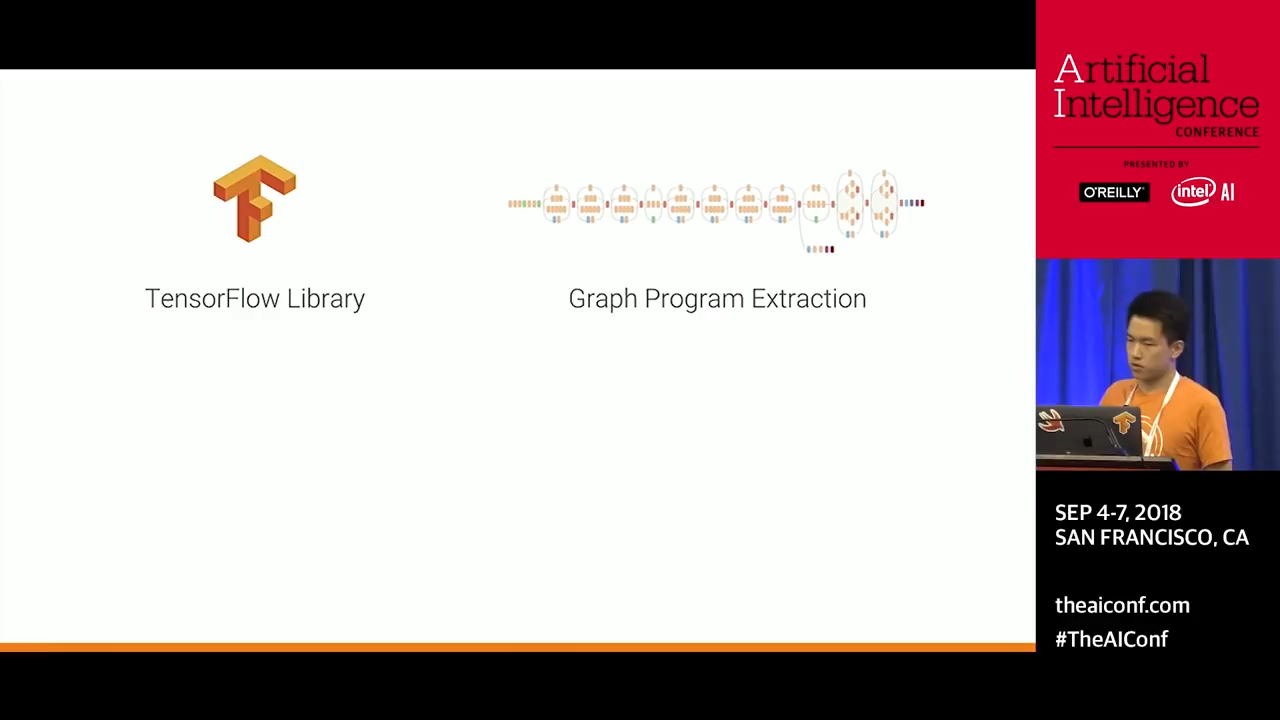 TensorFlow Library
Graph Program Extraction
Artificial
Intelligence
CONFERENCE
PRESENTED BY
O'REILLY
intel AI
SEP 4-7, 2018
SAN FRANCISCO, CA
theaiconf.com
#TheAIConf